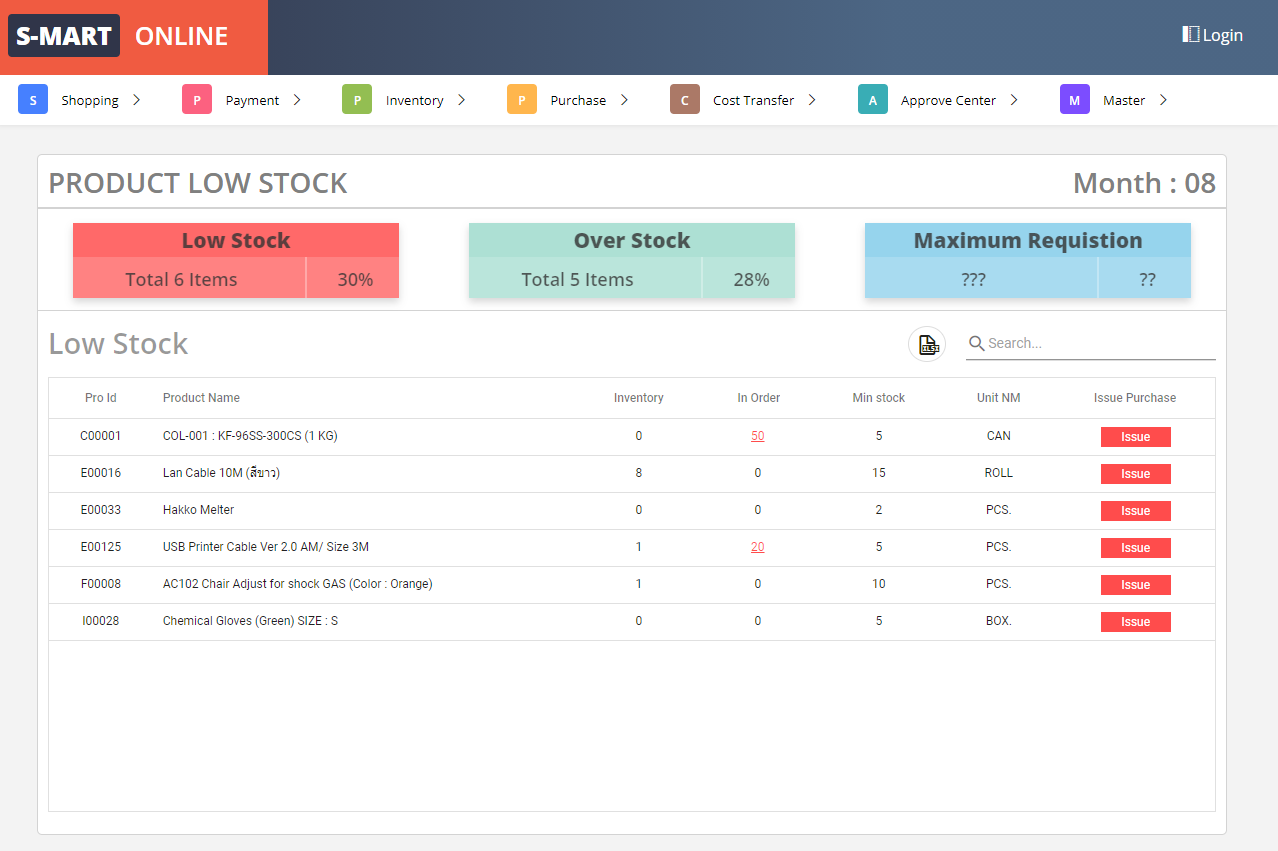 S-MART ONLINE
Login
S Shopping P Payment P Inventory P Purchase C Cost Transfer A Approve Center M Master
PRODUCT LOW STOCK Month : 08
Low Stock Over Stock Maximum Requistion
Total 6 Items 30% Total 5 Items 28% ??? ??
Low Stock XLSX Search...
Pro Id Product Name Inventory In Order Min stock Unit NM Issue Purchase
C00001 COL-001 : KF-96SS-300CS (1 KG) 0 50 5 CAN Issue
E00016 Lan Cable 10M (สีขาว) 8 0 15 ROLL Issue
E00033 Hakko Melter 0 0 2 PCS. Issue
E00125 USB Printer Cable Ver 2.0 AM/ Size 3M 1 20 5 PCS. Issue
F00008 AC102 Chair Adjust for shock GAS (Color : Orange) 1 0 10 PCS. Issue
I00028 Chemical Gloves (Green) SIZE : S 0 0 5 BOX. Issue